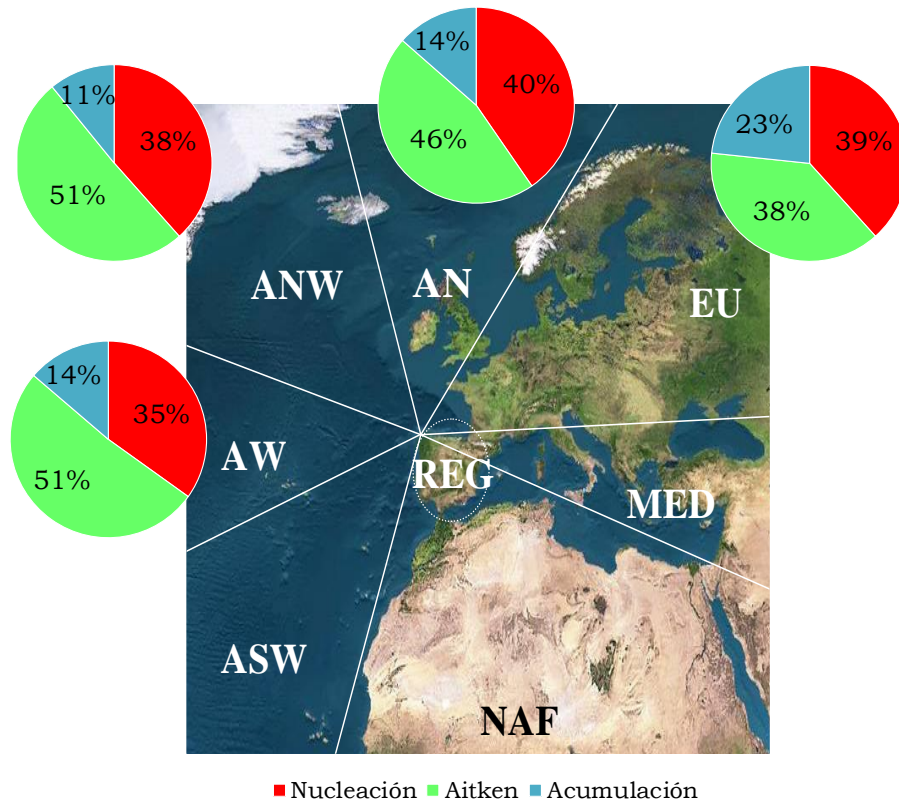 14%
40%
46%
11%
38%
51%
23%
39%
38%
ANW
AN
EU
14%
35%
51%
AW
REG
MED
ASW
NAF
Nucleación Aitken Acumulación